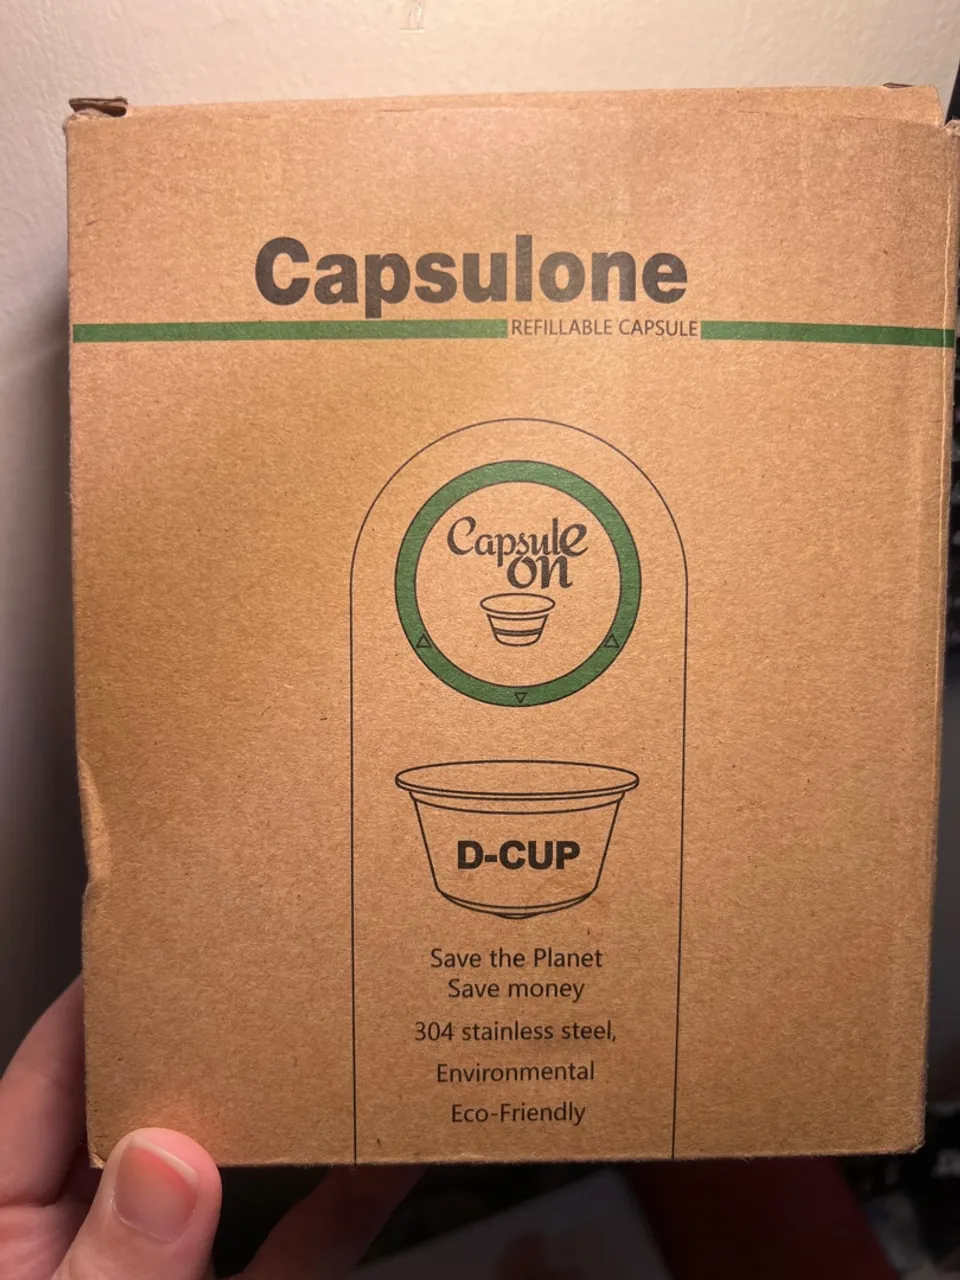 Capsulone
REFILLABLE CAPSULE
Capsule
on
D-CUP
Save the Planet
Save money
304 stainless steel,
Environmental
Eco-Friendly